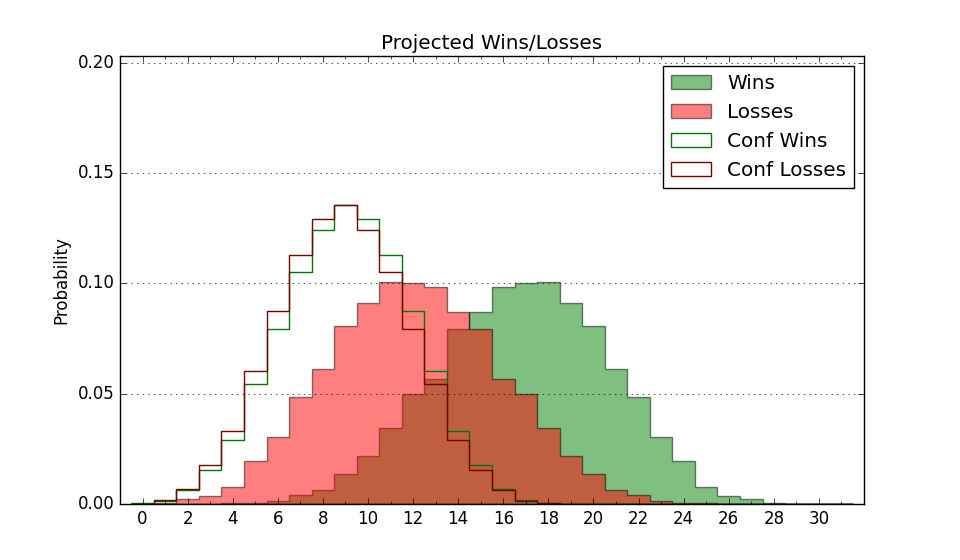 Projected Wins/Losses
0.20
0.15
0.10
0.05
0.00
Probability
Wins
Losses
Conf Wins
Conf Losses
0 2 4 6 8 10 12 14 16 18 20 22 24 26 28 30